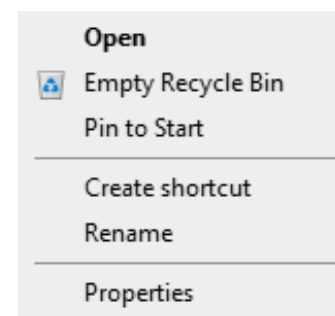 Open
Empty Recycle Bin
Pin to Start
Create shortcut
Rename
Properties